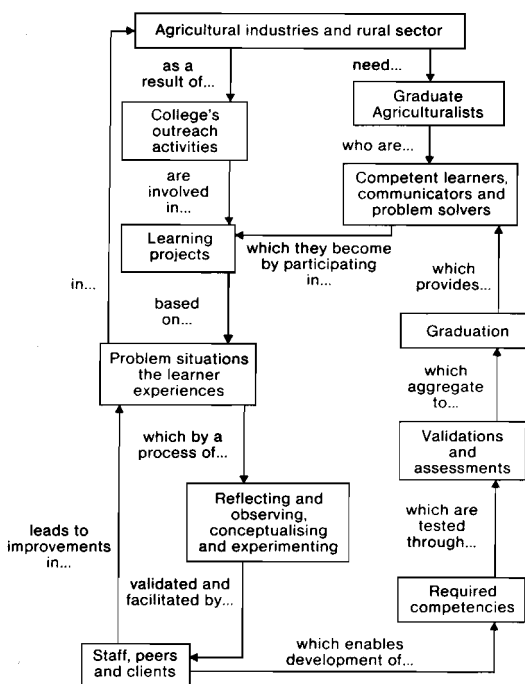 Agricultural industries and rural sector
as a
result of...
need...
College's
outreach
activities
Graduate
Agriculturalists
who are...
are
involved
in...
Competent learners,
communicators and
problem solvers
Learning
projects
which they become
by participating
in...
in...
based
on...
which
provides...
Problem situations
the learner
experiences
Graduation
which
aggregate
to...
which by a
process of...
Validations
and
assessments
Reflecting and
observing,
conceptualising
and experimenting
which are
tested
through...
leads to
improvements
in...
validated and
facilitated by...
Required
competencies
Staff, peers
and clients
which enables
development of...